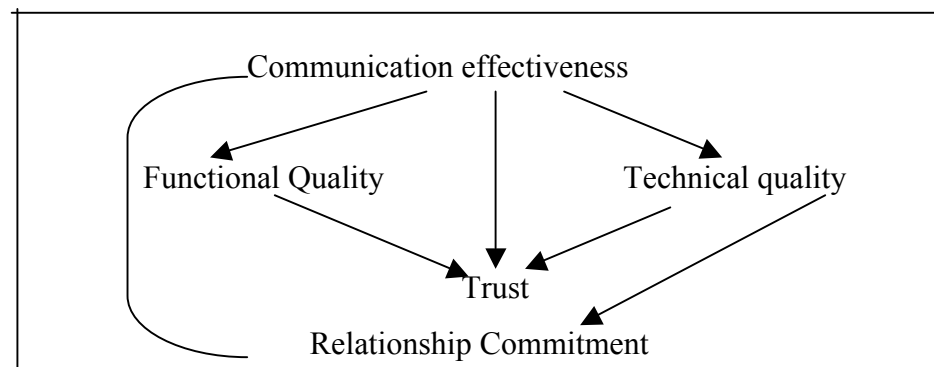 Communication effectiveness
Functional Quality Technical quality
Trust
Relationship Commitment